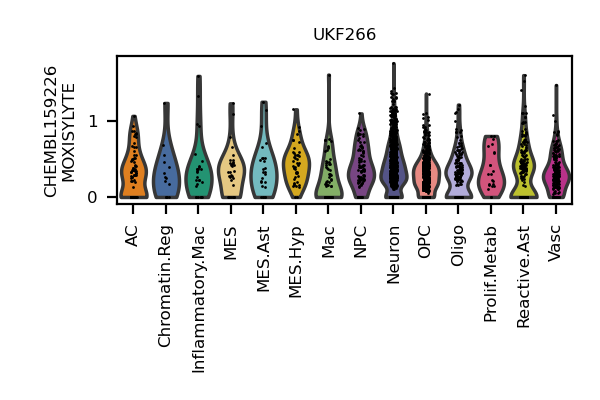 UKF266
CHEMBL159226
MOXISYLYTE
1
0
AC
Chromatin.Reg
Inflammatory.Mac
MES
MES.Ast
MES.Hyp
Mac
NPC
Neuron
OPC
Oligo
Prolif.Metab
Reactive.Ast
Vasc